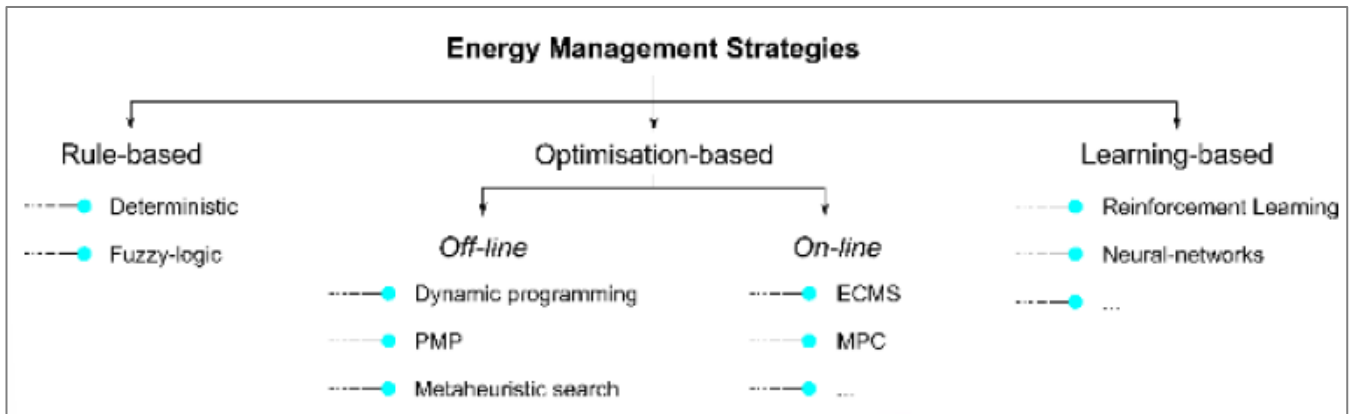 Energy Management Strategies
Rule-based
Deterministic
Fuzzy-logic
Optimisation-based
Off-line
Dynamic programming
PMP
Metaheuristic search
On-line
ECMS
MPC
...
Learning-based
Reinforcement Learning
Neural-networks
...